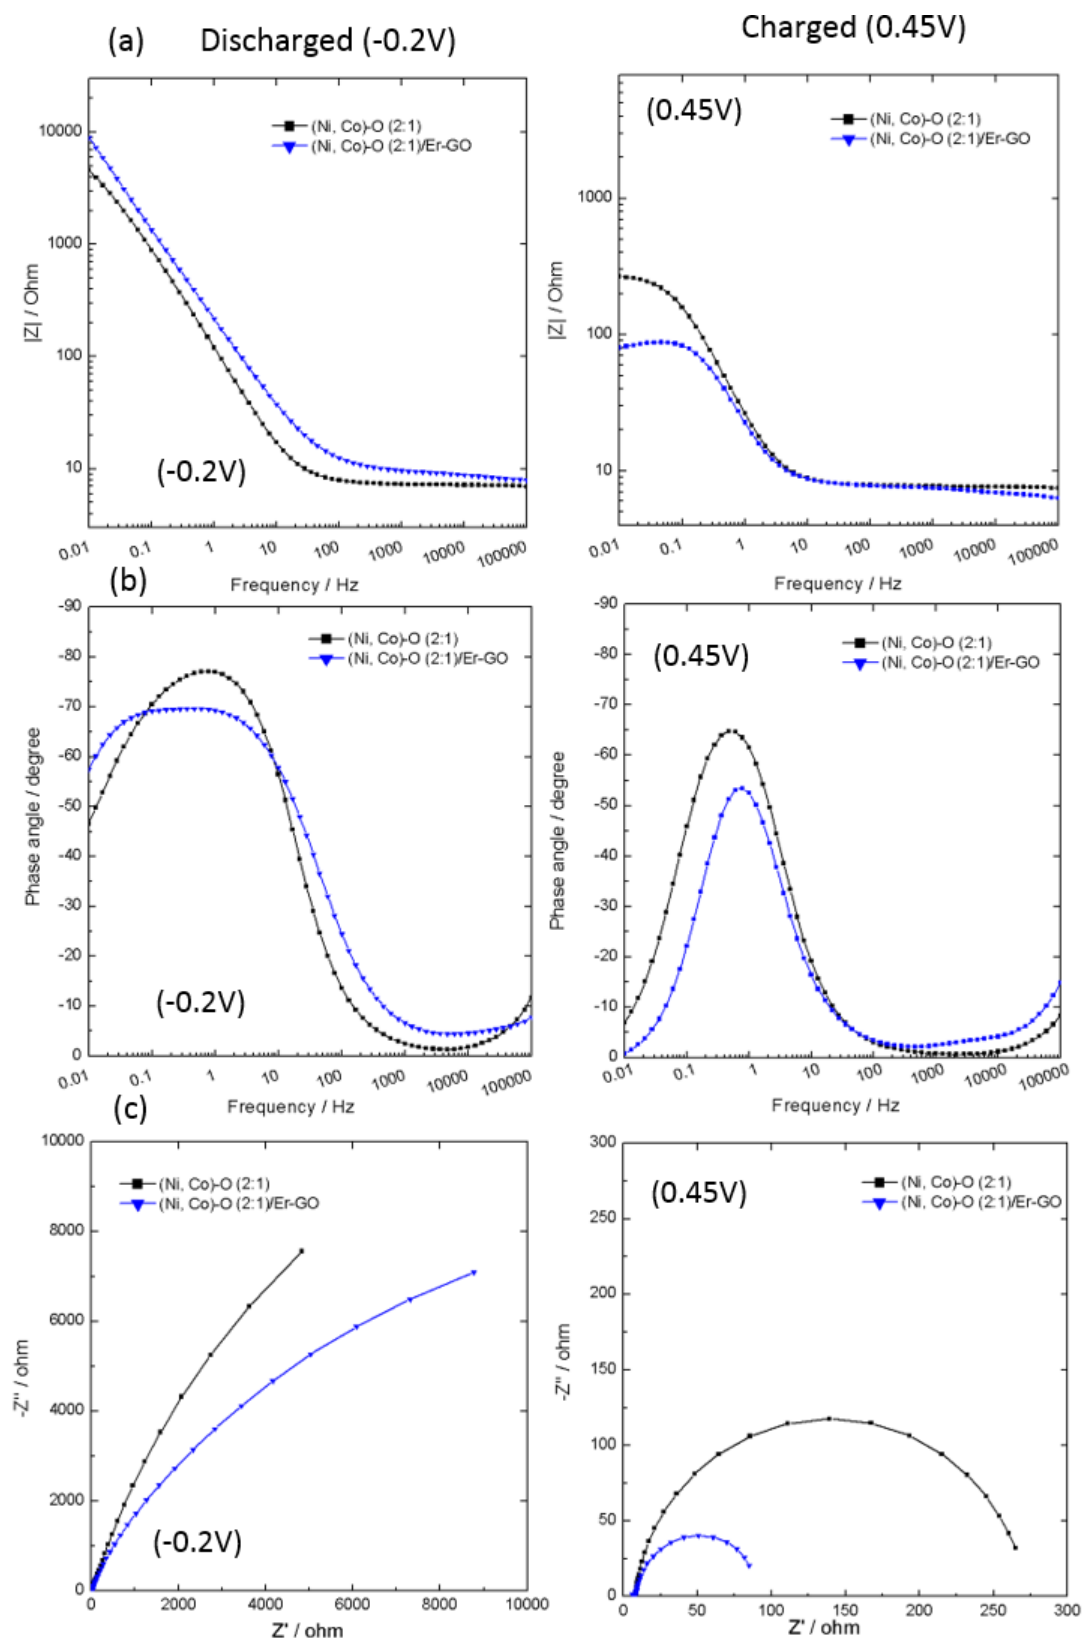 (a) Discharged (-0.2V)
Charged (0.45V)
(Ni, Co)-O (2:1)
(Ni, Co)-O (2:1)/Er-GO
10000
1000
100
10
|Z| / Ohm
(-0.2V)
0.01 0.1 1 10 100 1000 10000 100000
Frequency / Hz
(0.45V)
(Ni, Co)-O (2:1)
(Ni, Co)-O (2:1)/Er-GO
1000
100
10
|Z| / Ohm
0.01 0.1 1 10 100 1000 10000 100000
Frequency / Hz
(b)
-90
-80
-70
-60
-50
-40
-30
-20
-10
0
Phase angle / degree
(Ni, Co)-O (2:1)
(Ni, Co)-O (2:1)/Er-GO
(-0.2V)
0.01 0.1 1 10 100 1000 10000 100000
Frequency / Hz
-90
-80
-70
-60
-50
-40
-30
-20
-10
0
Phase angle / degree
(0.45V)
(Ni, Co)-O (2:1)
(Ni, Co)-O (2:1)/Er-GO
0.01 0.1 1 10 100 1000 10000 100000
Frequency / Hz
(c)
10000
8000
6000
4000
2000
0
-Z'' / ohm
(Ni, Co)-O (2:1)
(Ni, Co)-O (2:1)/Er-GO
(-0.2V)
0 2000 4000 6000 8000 10000
Z' / ohm
300
250
200
150
100
50
0
-Z'' / ohm
(0.45V)
(Ni, Co)-O (2:1)
(Ni, Co)-O (2:1)/Er-GO
0 50 100 150 200 250 300
Z' / ohm